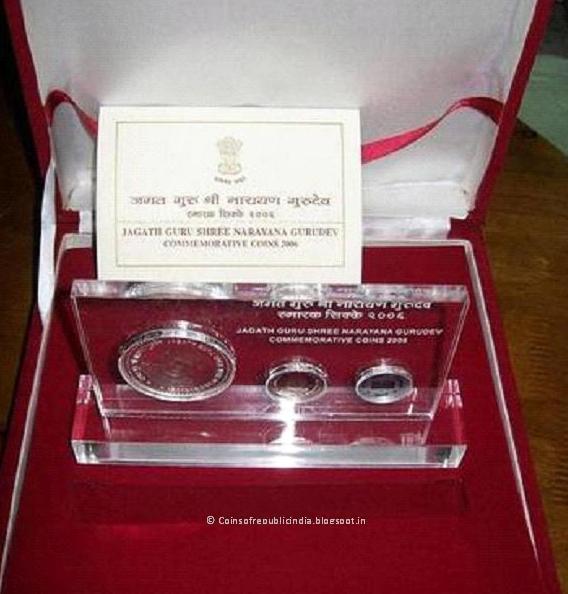 जगत गुरु श्री नारायण गुरुदेव
स्मारक सिक्के २००६
JAGATH GURU SHREE NARAYANA GURUDEV
COMMEMORATIVE COINS 2006
जगत गुरु श्री नारायण गुरुदेव
स्मारक सिक्के २००६
JAGATH GURU SHREE NARAYANA GURUDEV
COMMEMORATIVE COINS 2006
© Coinsofrepublicindia.blogspot.in